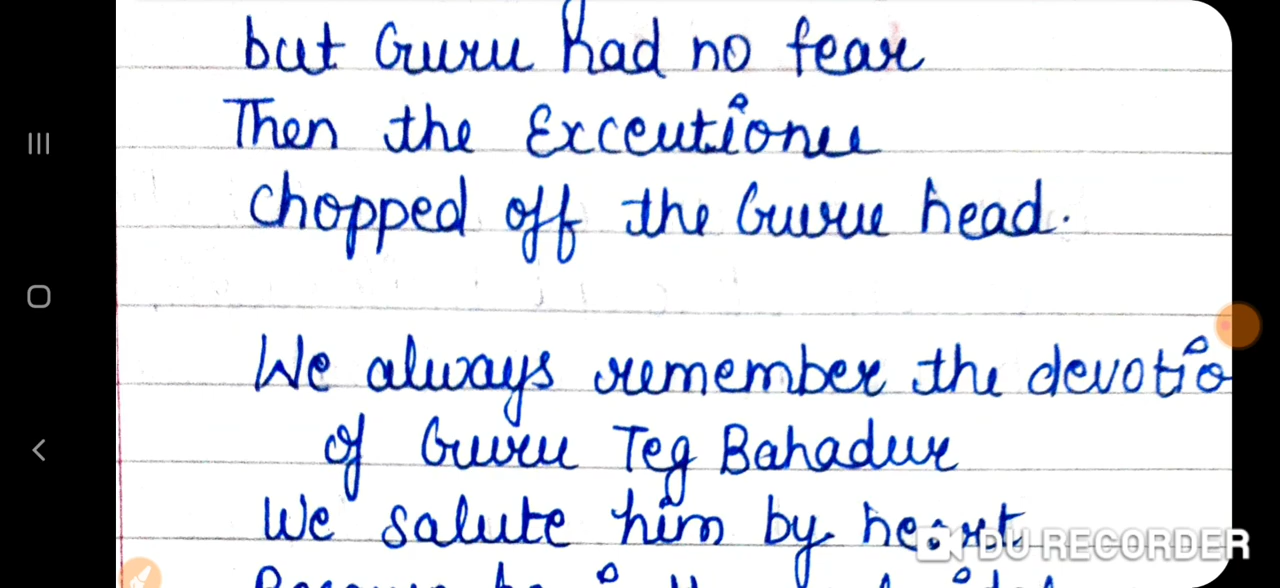 but Guru had no fear
Then the Exceutionee
chopped off the Guru head.
We always remember the devotio
of Guru Teg Bahadur
We salute him by heart
DU RECORDER